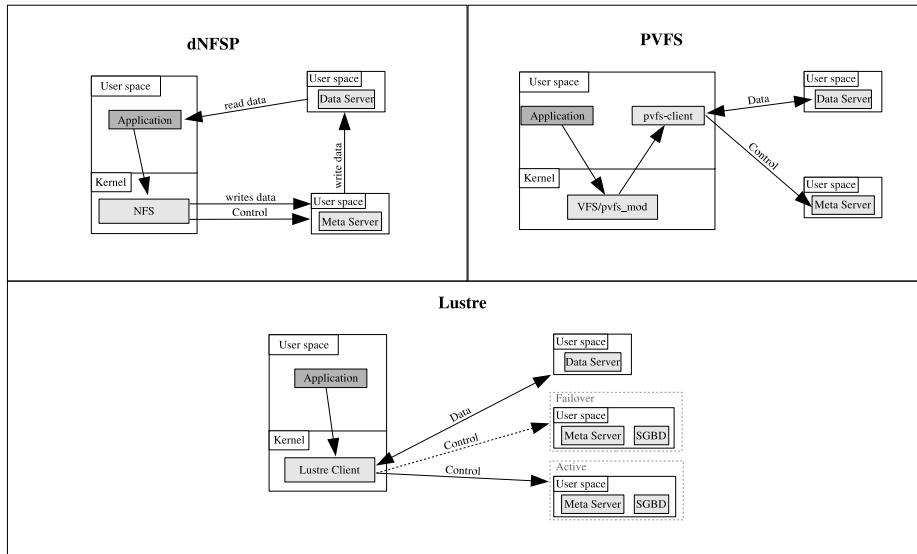 dNFSP
User space
Application
Kernel
NFS
read data
User space
Data Server
write data
writes data
Control
User space
Meta Server
PVFS
User space
Application
pvfs-client
Kernel
VFS/pvfs_mod
Data
User space
Data Server
Control
User space
Meta Server
Lustre
User space
Application
Kernel
Lustre Client
Data
User space
Data Server
Control
Failover
User space
Meta Server
SGBD
Control
Active
User space
Meta Server
SGBD